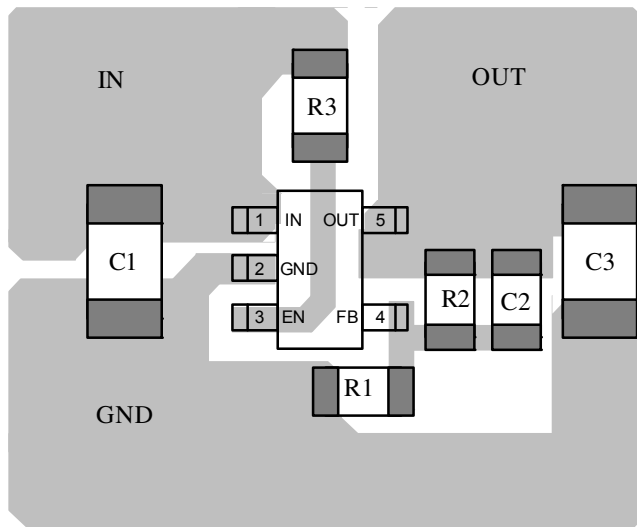 IN
OUT
R3
1 IN OUT 5
C1
2 GND
R2
C2
C3
3 EN FB 4
R1
GND